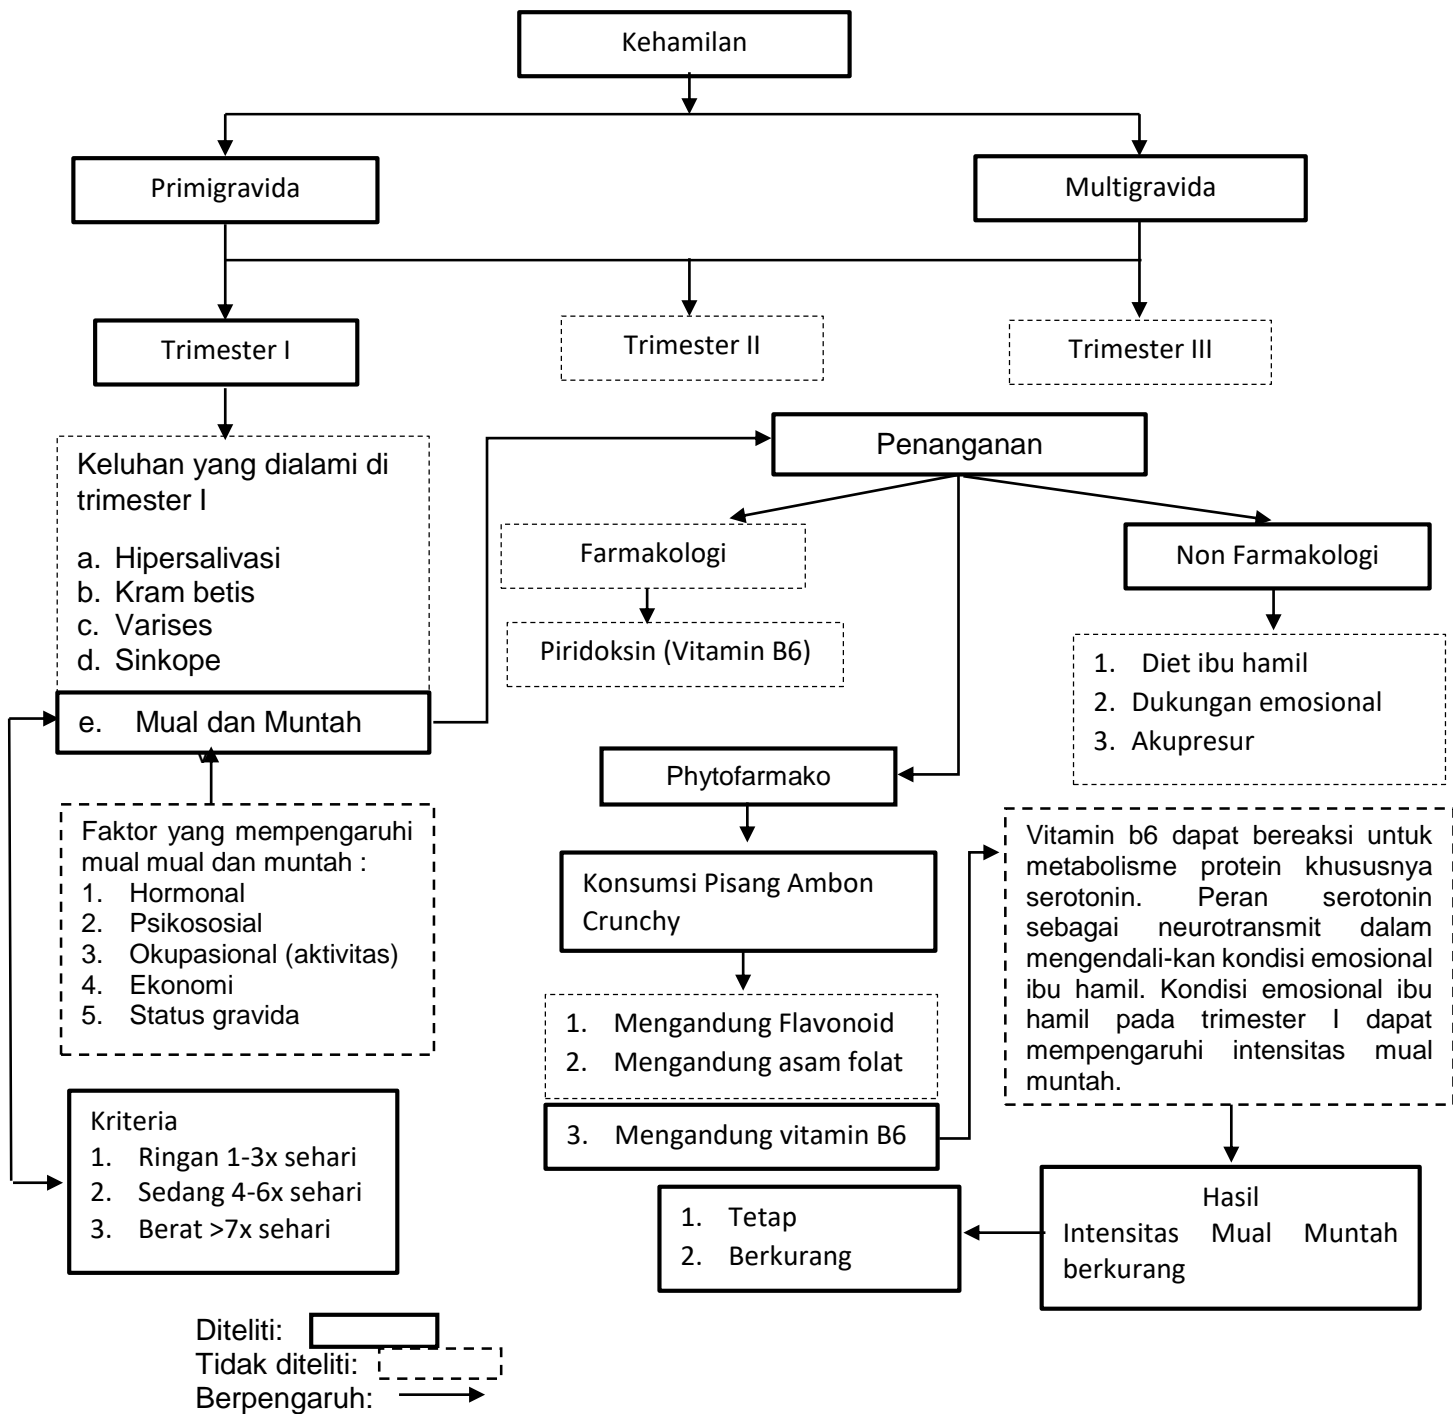 Kehamilan
Primigravida
Multigravida
Trimester I
Trimester II
Trimester III
Keluhan yang dialami di
trimester I
a. Hipersalivasi
b. Kram betis
c. Varises
d. Sinkope
e. Mual dan Muntah
Penanganan
Farmakologi
Non Farmakologi
Piridoksin (Vitamin B6)
1. Diet ibu hamil
2. Dukungan emosional
3. Akupresur
Phytofarmako
Faktor yang mempengaruhi
mual mual dan muntah :
1. Hormonal
2. Psikososial
3. Okupasional (aktivitas)
4. Ekonomi
5. Status gravida
Konsumsi Pisang Ambon
Crunchy
Vitamin b6 dapat bereaksi untuk
metabolisme protein khususnya
serotonin. Peran serotonin
sebagai neurotransmit dalam
mengendali-kan kondisi emosional
ibu hamil. Kondisi emosional ibu
hamil pada trimester I dapat
mempengaruhi intensitas mual
muntah.
1. Mengandung Flavonoid
2. Mengandung asam folat
3. Mengandung vitamin B6
Kriteria
1. Ringan 1-3x sehari
2. Sedang 4-6x sehari
3. Berat >7x sehari
1. Tetap
2. Berkurang
Hasil
Intensitas Mual Muntah
berkurang
Diteliti:
Tidak diteliti:
Berpengaruh: